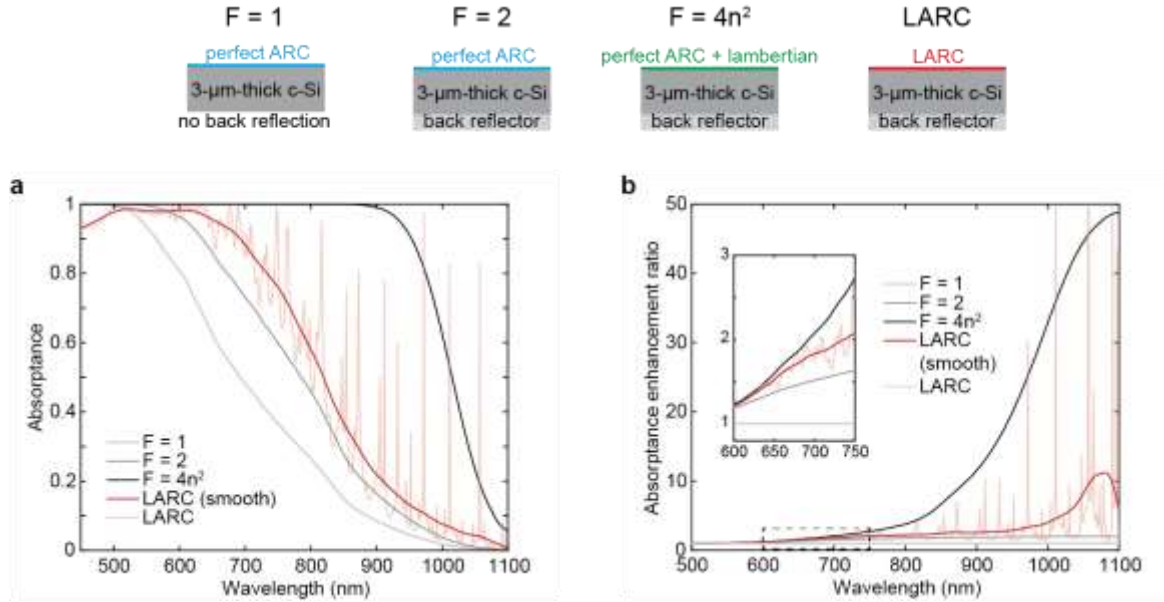 F = 1
F = 2
F = 4n²
LARC
perfect ARC
perfect ARC
perfect ARC + lambertian
LARC
3-μm-thick c-Si
3-μm-thick c-Si
3-μm-thick c-Si
3-μm-thick c-Si
no back reflection
back reflector
back reflector
back reflector
a
1
0.8
0.6
0.4
0.2
0
Absorptance
F = 1
F = 2
F = 4n²
LARC (smooth)
LARC
500 600 700 800 900 1000 1100
Wavelength (nm)
b
50
40
30
20
10
0
Absorptance enhancement ratio
3
2
1
600 650 700 750
F = 1
F = 2
F = 4n²
LARC
(smooth)
LARC
500 600 700 800 900 1000 1100
Wavelength (nm)